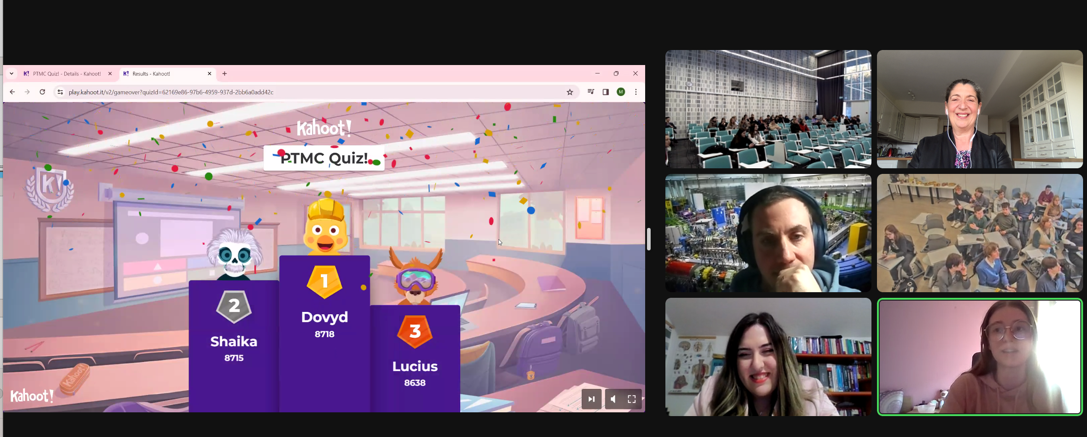 PTMC Quiz! - Details - Kahoot!
Results - Kahoot!
play.kahoot.it/v2/gameover?quizId=62169e86-97b6-4959-937d-2bb6a0add42c
M
Kahoot!
PTMC Quiz!
K!
1
Dovyd
8718
2
Shaika
8715
3
Lucius
8638
Kahoot!